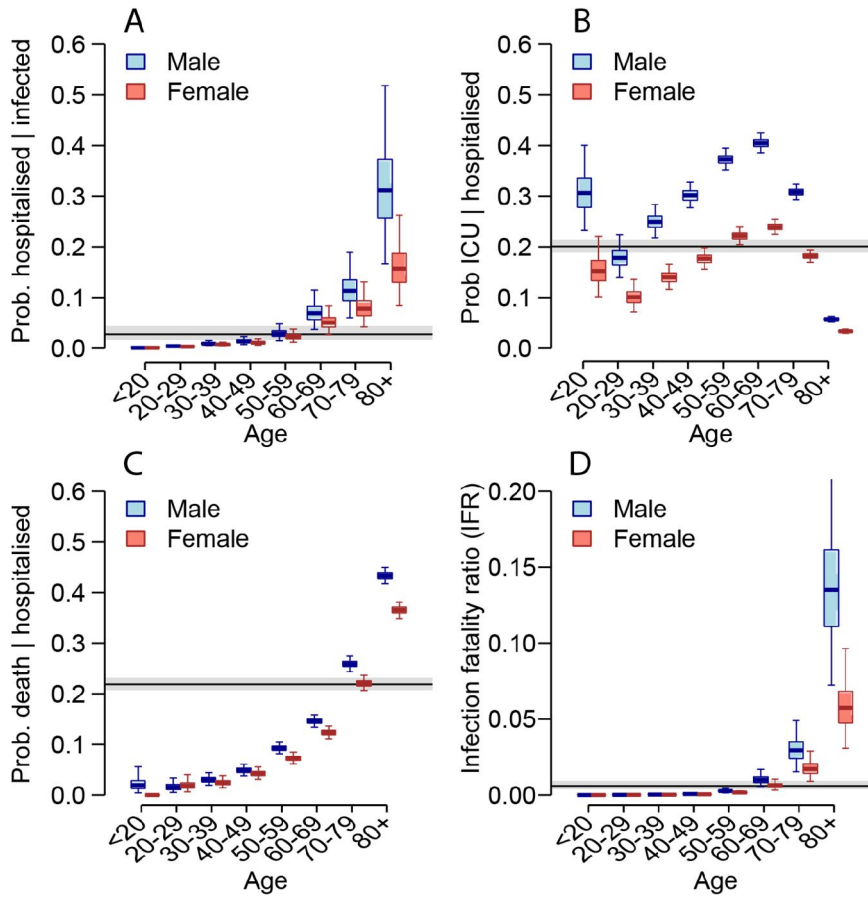 A
Prob. hospitalised | infected
0.6
0.5
0.4
0.3
0.2
0.1
0.0
Male
Female
<20
20-29
30-39
40-49
50-59
60-69
70-79
80+
Age
B
Prob ICU | hospitalised
0.6
0.5
0.4
0.3
0.2
0.1
0.0
Male
Female
<20
20-29
30-39
40-49
50-59
60-69
70-79
80+
Age
C
Prob. death | hospitalised
0.6
0.5
0.4
0.3
0.2
0.1
0.0
Male
Female
<20
20-29
30-39
40-49
50-59
60-69
70-79
80+
Age
D
Infection fatality ratio (IFR)
0.20
0.15
0.10
0.05
0.00
Male
Female
<20
20-29
30-39
40-49
50-59
60-69
70-79
80+
Age